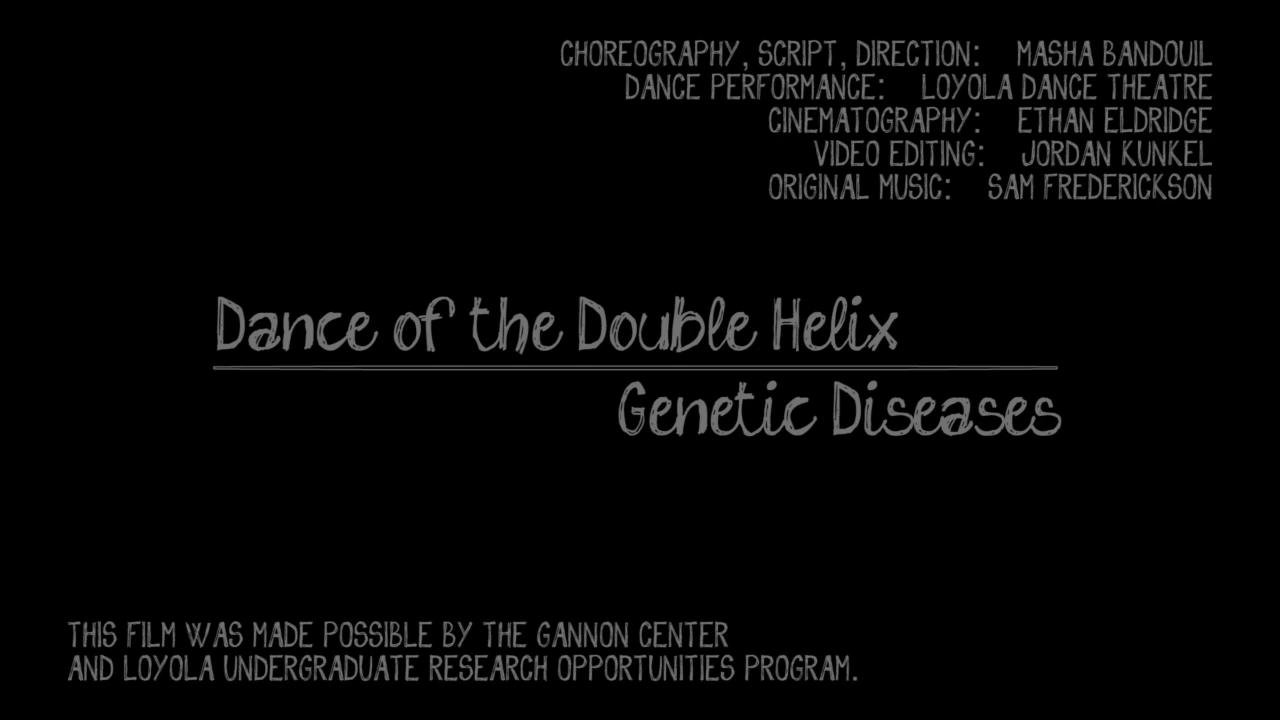 CHOREOGRAPHY, SCRIPT, DIRECTION: MASHA BANDOUIL
DANCE PERFORMANCE: LOYOLA DANCE THEATRE
CINEMATOGRAPHY: ETHAN ELDRIDGE
VIDEO EDITING: JORDAN KUNKEL
ORIGINAL MUSIC: SAM FREDERICKSON
Dance of the Double Helix
Genetic Diseases
THIS FILM WAS MADE POSSIBLE BY THE GANNON CENTER
AND LOYOLA UNDERGRADUATE RESEARCH OPPORTUNITIES PROGRAM.